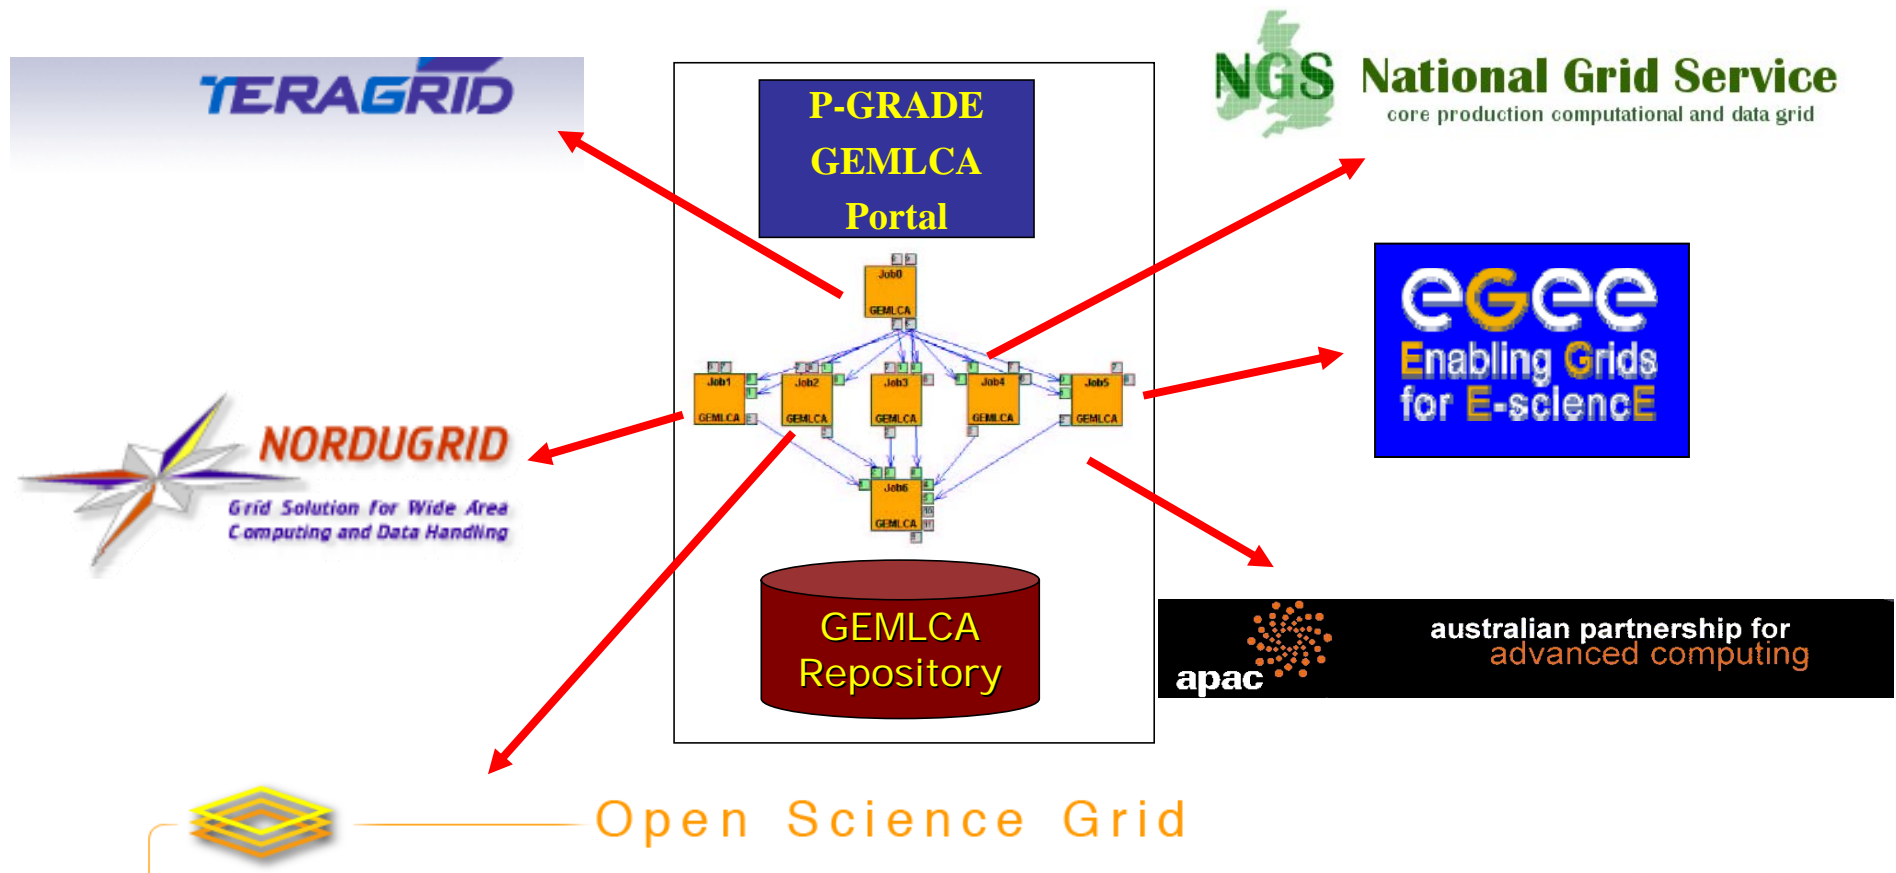 TERAGRID
P-GRADE
GEMLCA
Portal
NGS
National Grid Service
core production computational and data grid
Job0
GEMLCA
eGee
Enabling Grids
for E-sciencE
Job1
GEMLCA
Job2
GEMLCA
Job3
GEMLCA
Job4
GEMLCA
Job5
GEMLCA
NORDUGRID
Grid Solution for Wide Area
Computing and Data Handling
Job6
GEMLCA
GEMLCA
Repository
apac
australian partnership for
advanced computing
Open Science Grid